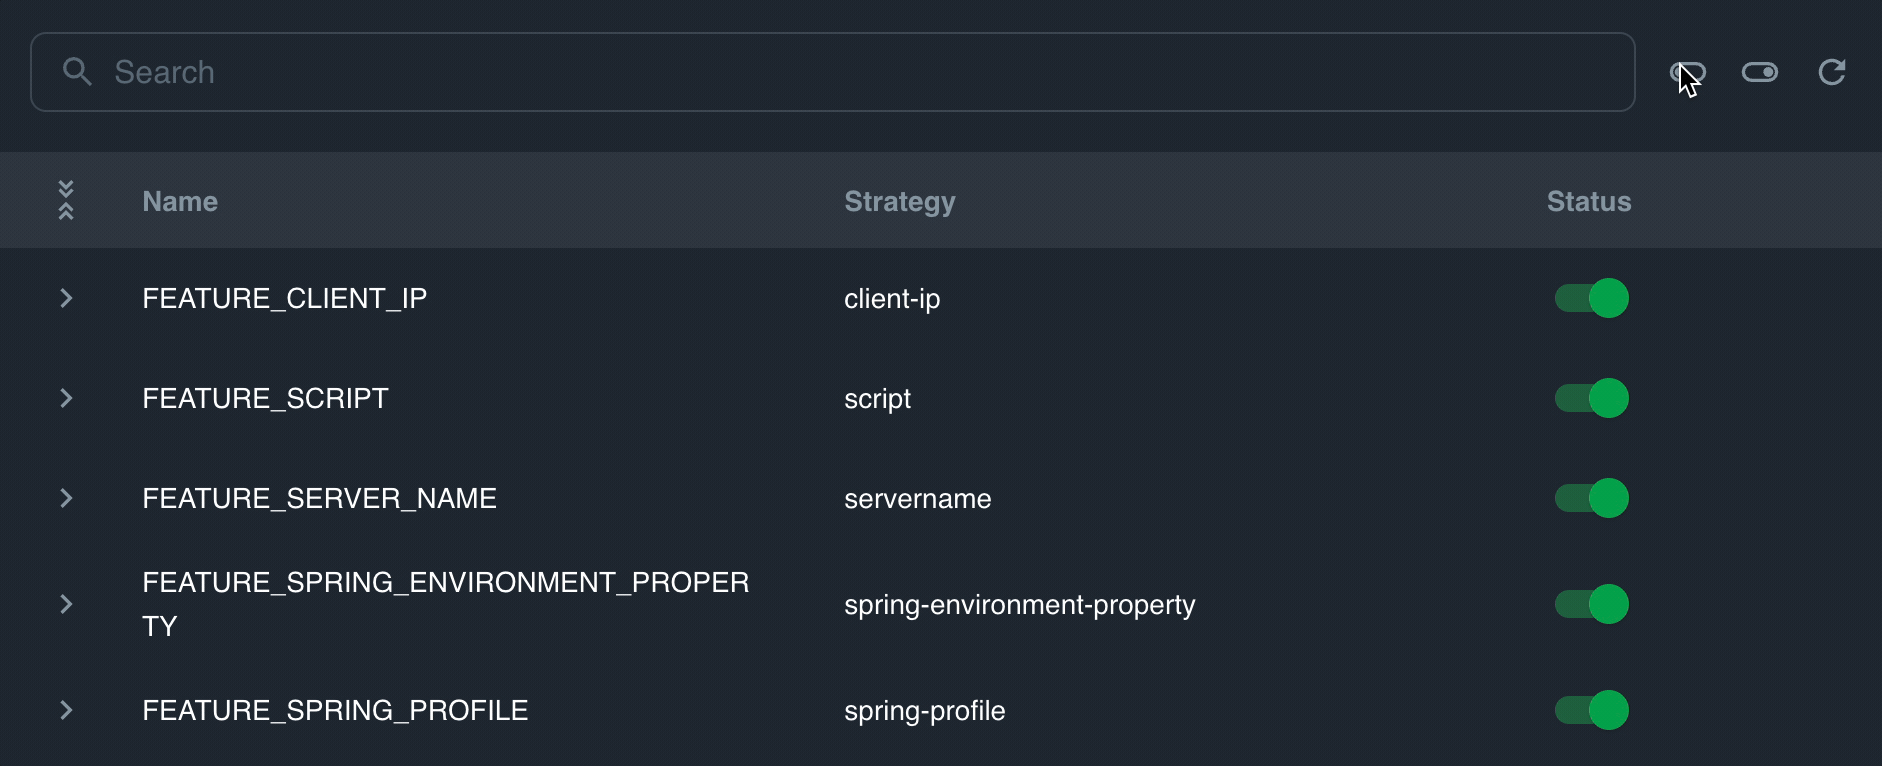 Search
Name Strategy Status
FEATURE_CLIENT_IP client-ip
FEATURE_SCRIPT script
FEATURE_SERVER_NAME servername
FEATURE_SPRING_ENVIRONMENT_PROPER
TY
spring-environment-property
FEATURE_SPRING_PROFILE spring-profile